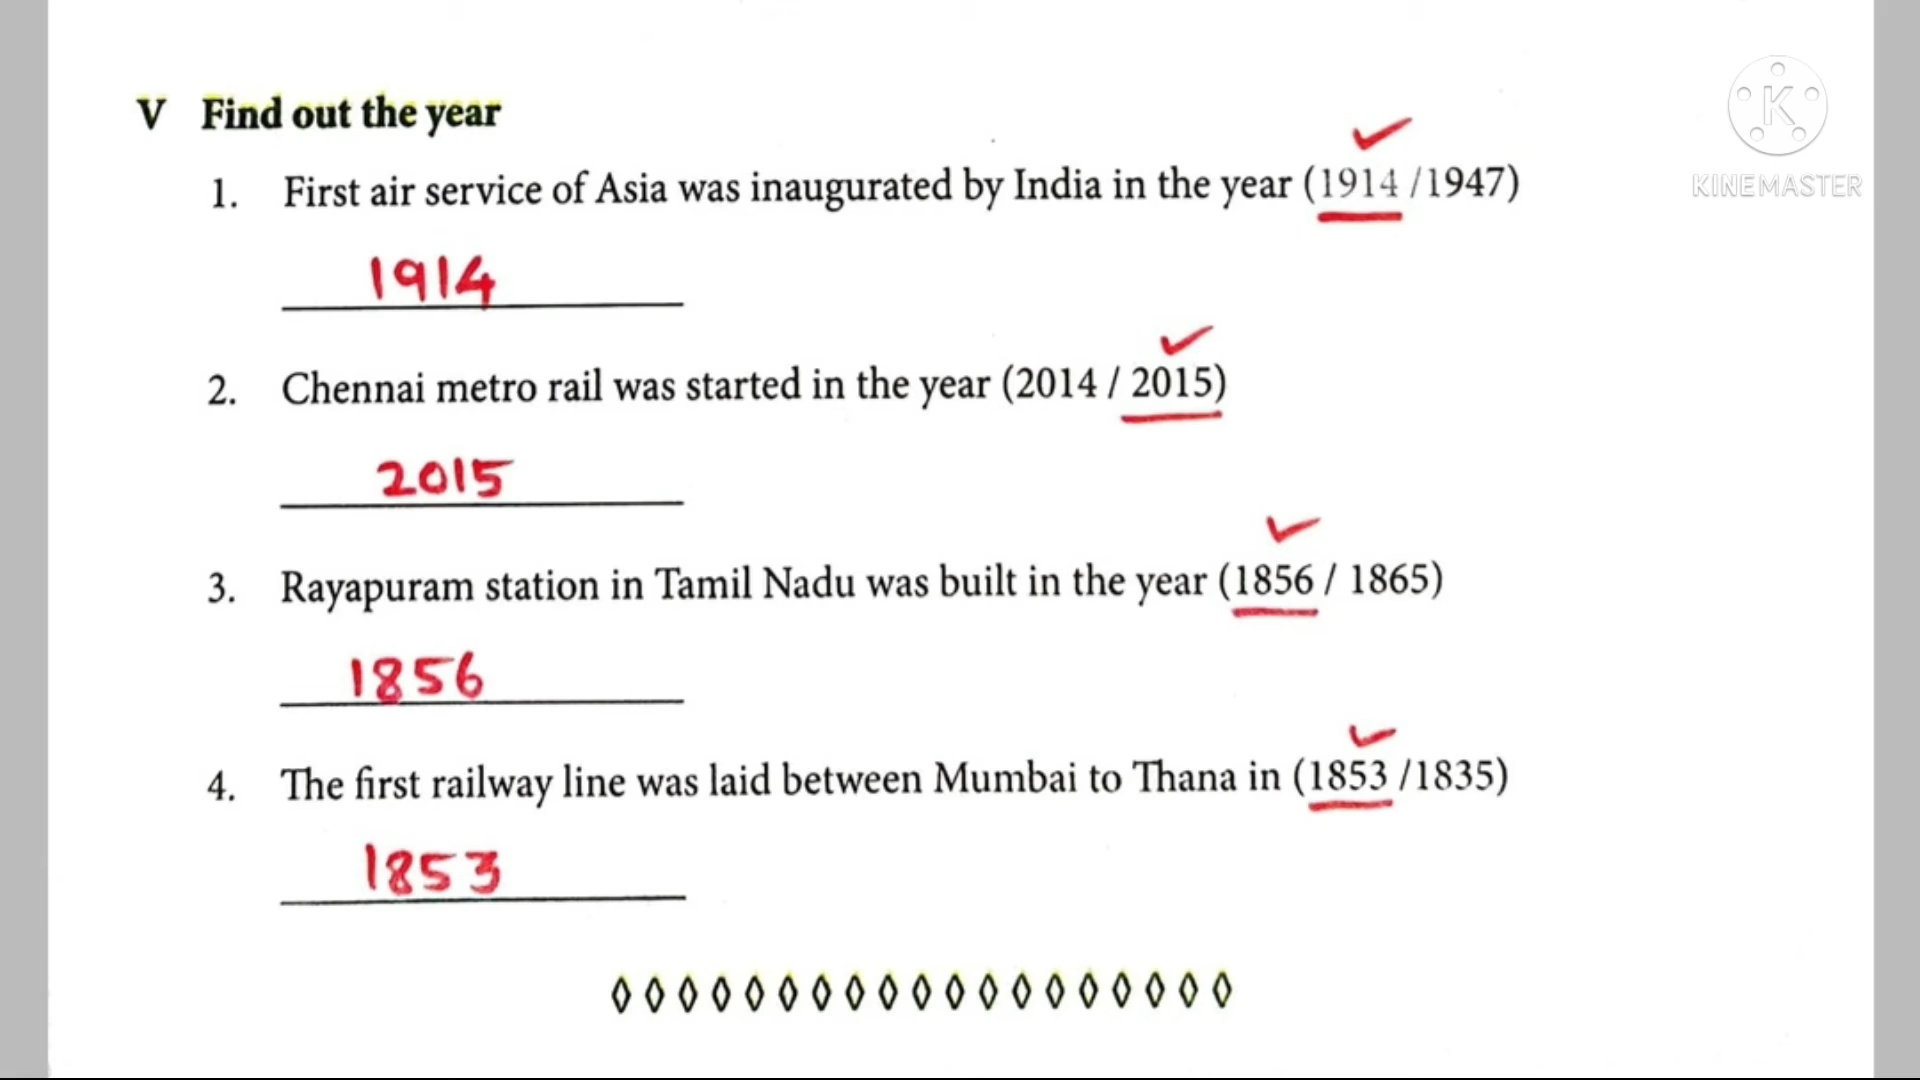 V Find out the year
1. First air service of Asia was inaugurated by India in the year (1914 /1947)
1914
2. Chennai metro rail was started in the year (2014 / 2015)
2015
3. Rayapuram station in Tamil Nadu was built in the year (1856 / 1865)
1856
4. The first railway line was laid between Mumbai to Thana in (1853 /1835)
1853
K
KINEMASTER